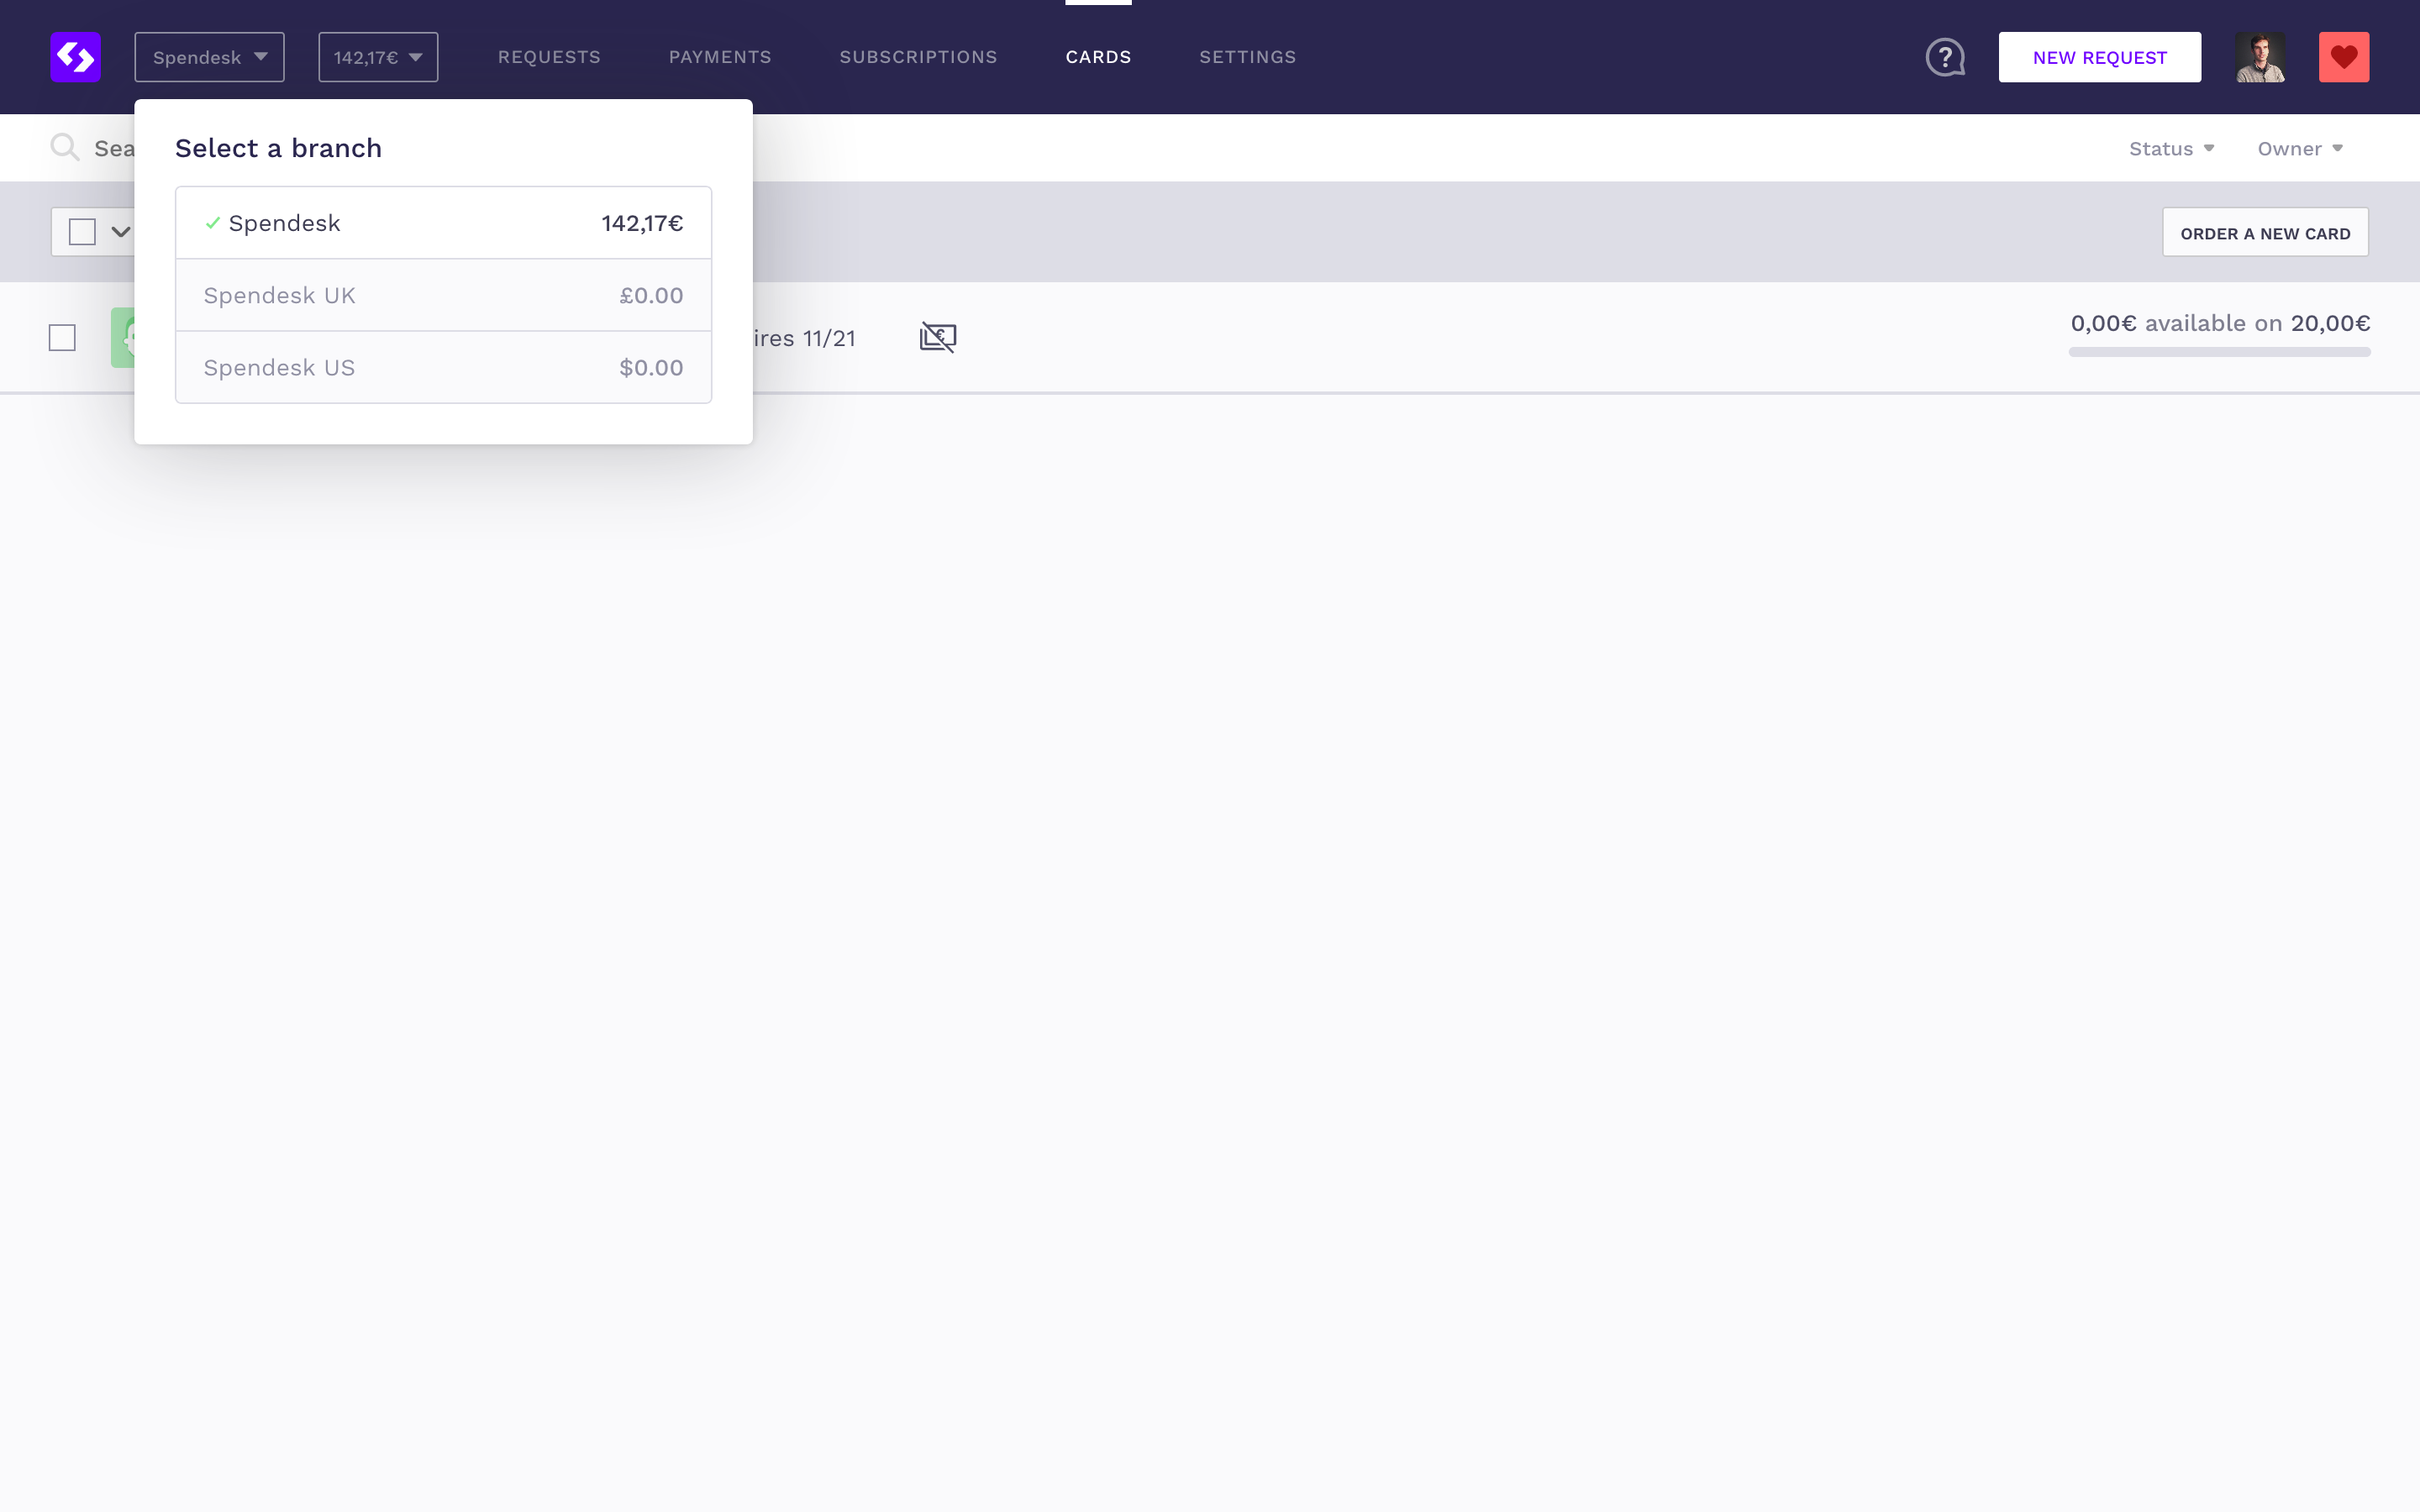 Spendesk 142,17€ REQUESTS PAYMENTS SUBSCRIPTIONS CARDS SETTINGS ? NEW REQUEST
Sea Status Owner
Select a branch
Spendesk 142,17€
ORDER A NEW CARD
Spendesk UK £0.00
ires 11/21 € 0,00€ available on 20,00€
Spendesk US $0.00